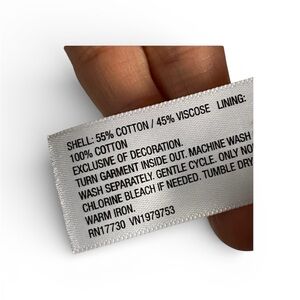 SHELL: 55% COTTON / 45% VISCOSE LINING:
100% COTTON
EXCLUSIVE OF DECORATION.
TURN GARMENT INSIDE OUT. MACHINE WASH
WASH SEPARATELY. GENTLE CYCLE. ONLY NO
CHLORINE BLEACH IF NEEDED. TUMBLE DRY
WARM IRON.
RN17730 VN1979753